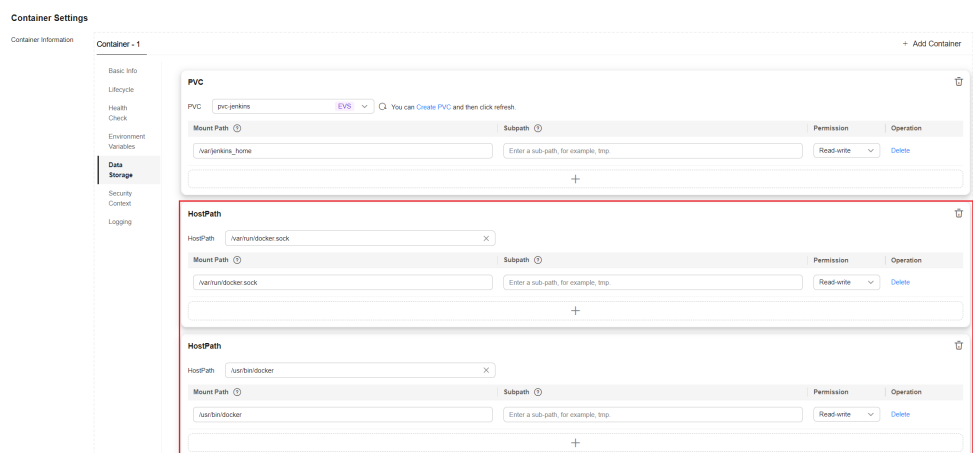 Container Settings
Container Information
Container - 1
+ Add Container
Basic Info
Lifecycle
Health
Check
Environment
Variables
Data
Storage
Security
Context
Logging
PVC
PVC pvc-jenkins EVS You can Create PVC and then click refresh.
Mount Path Subpath Permission Operation
/var/jenkins_home Enter a sub-path, for example, tmp. Read-write Delete
+
HostPath
HostPath /var/run/docker.sock
Mount Path Subpath Permission Operation
/var/run/docker.sock Enter a sub-path, for example, tmp. Read-write Delete
+
HostPath
HostPath /usr/bin/docker
Mount Path Subpath Permission Operation
/usr/bin/docker Enter a sub-path, for example, tmp. Read-write Delete
+